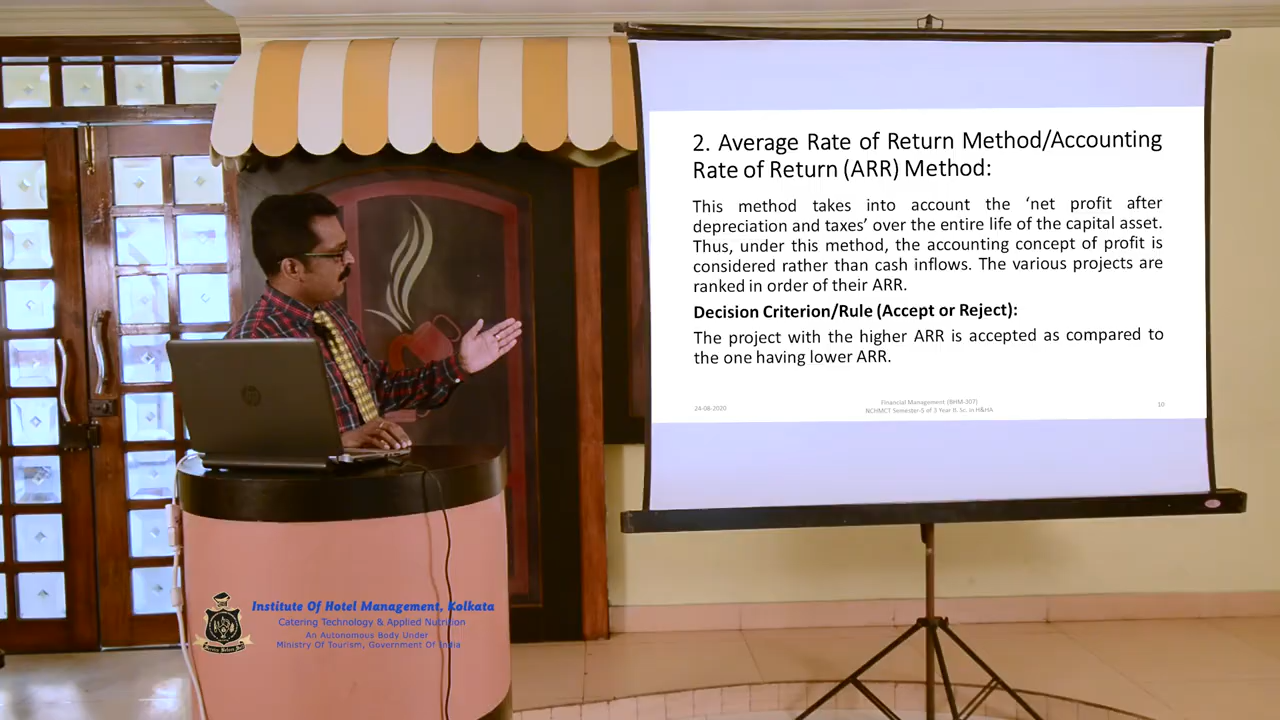 2. Average Rate of Return Method/Accounting
Rate of Return (ARR) Method:
This method takes into account the ‘net profit after
depreciation and taxes’ over the entire life of the capital asset.
Thus, under this method, the accounting concept of profit is
considered rather than cash inflows. The various projects are
ranked in order of their ARR.
Decision Criterion/Rule (Accept or Reject):
The project with the higher ARR is accepted as compared to
the one having lower ARR.
24-08-2020
Financial Management (BHM-307)
NCHMCT Semester-5 of 3 Year B. Sc. in H&HA
10
Institute Of Hotel Management, Kolkata
Catering Technology & Applied Nutrition
An Autonomous Body Under
Ministry Of Tourism, Government Of India